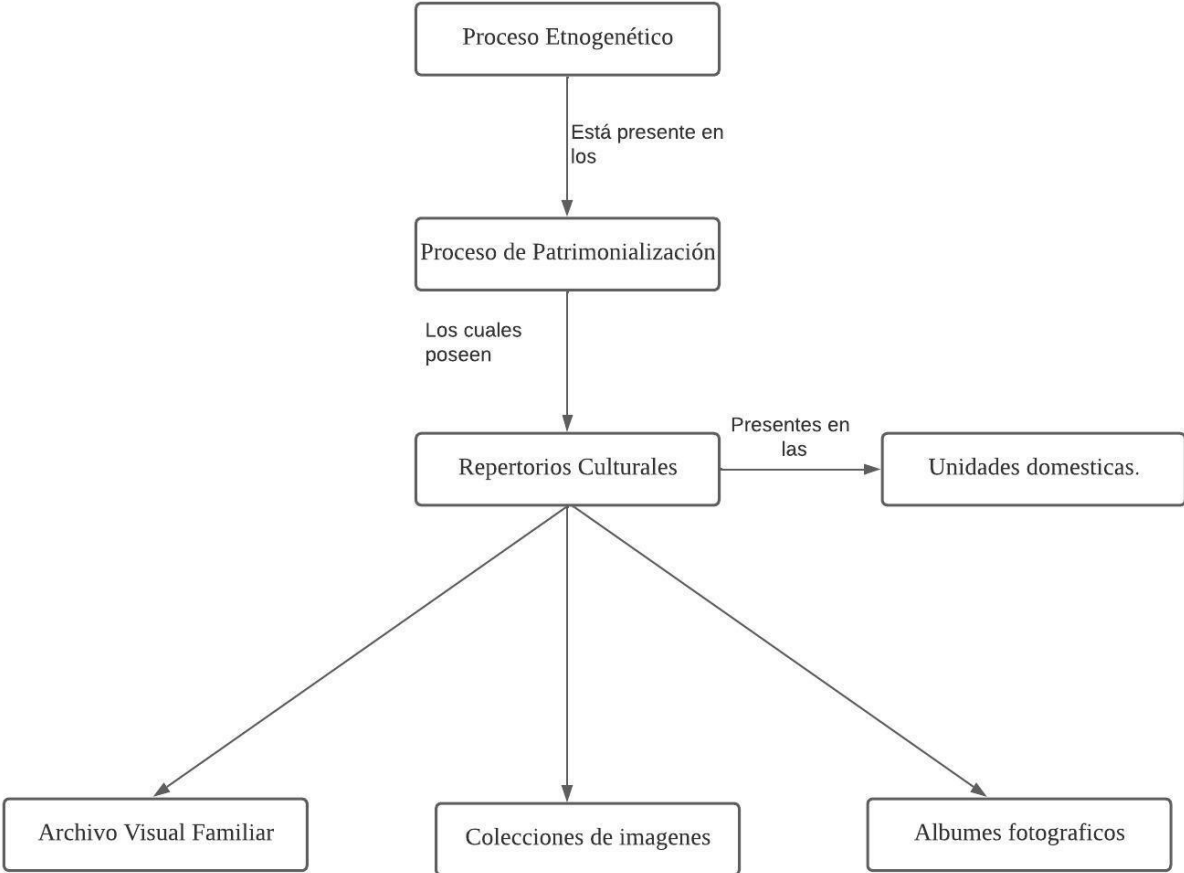 Proceso Etnogenético
Está presente en
los
Proceso de Patrimonialización
Los cuales
poseen
Repertorios Culturales
Presentes en
las
Unidades domesticas.
Archivo Visual Familiar
Colecciones de imagenes
Albumes fotograficos